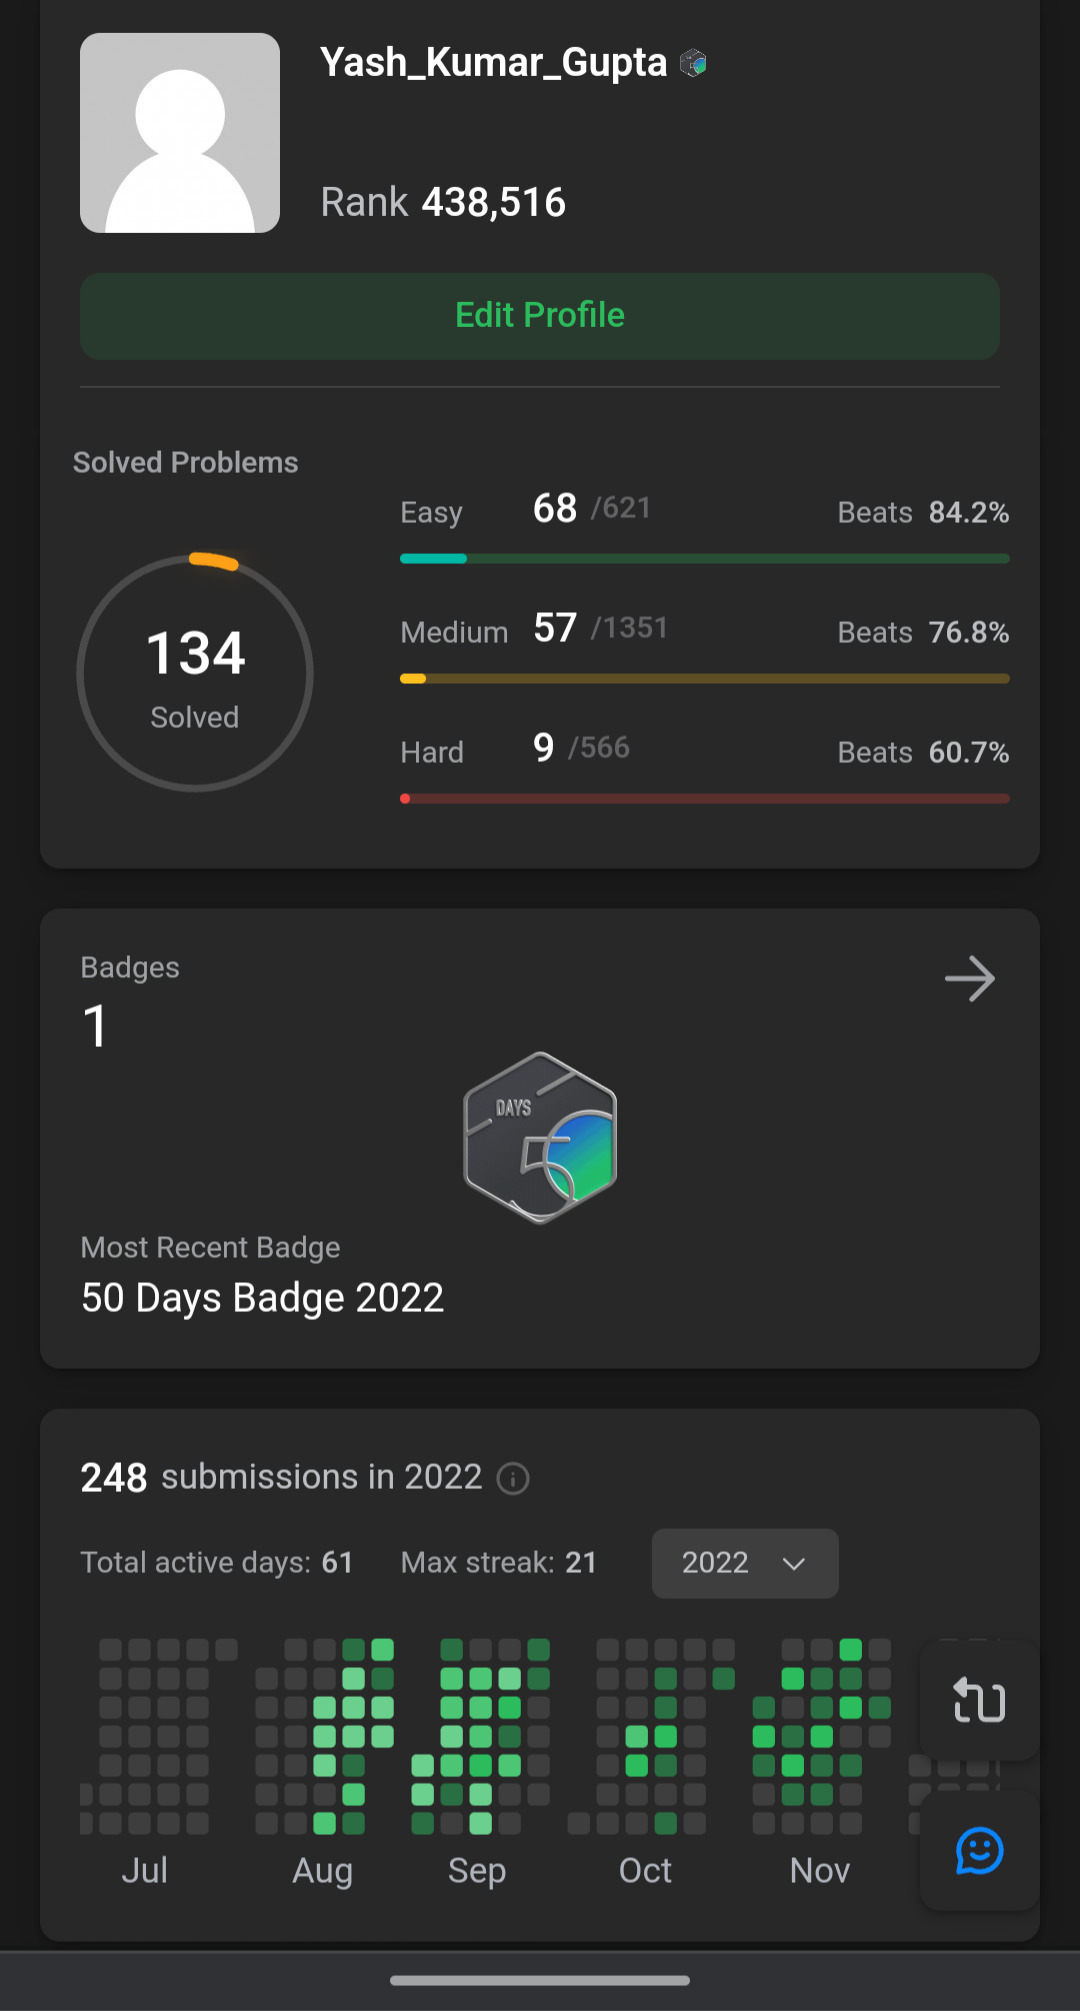 Yash_Kumar_Gupta
Rank 438,516
Edit Profile
Solved Problems
134
Solved
Easy 68 /621 Beats 84.2%
Medium 57 /1351 Beats 76.8%
Hard 9 /566 Beats 60.7%
Badges
1
DAYS
50
Most Recent Badge
50 Days Badge 2022
248 submissions in 2022
Total active days: 61 Max streak: 21 2022
Jul Aug Sep Oct Nov